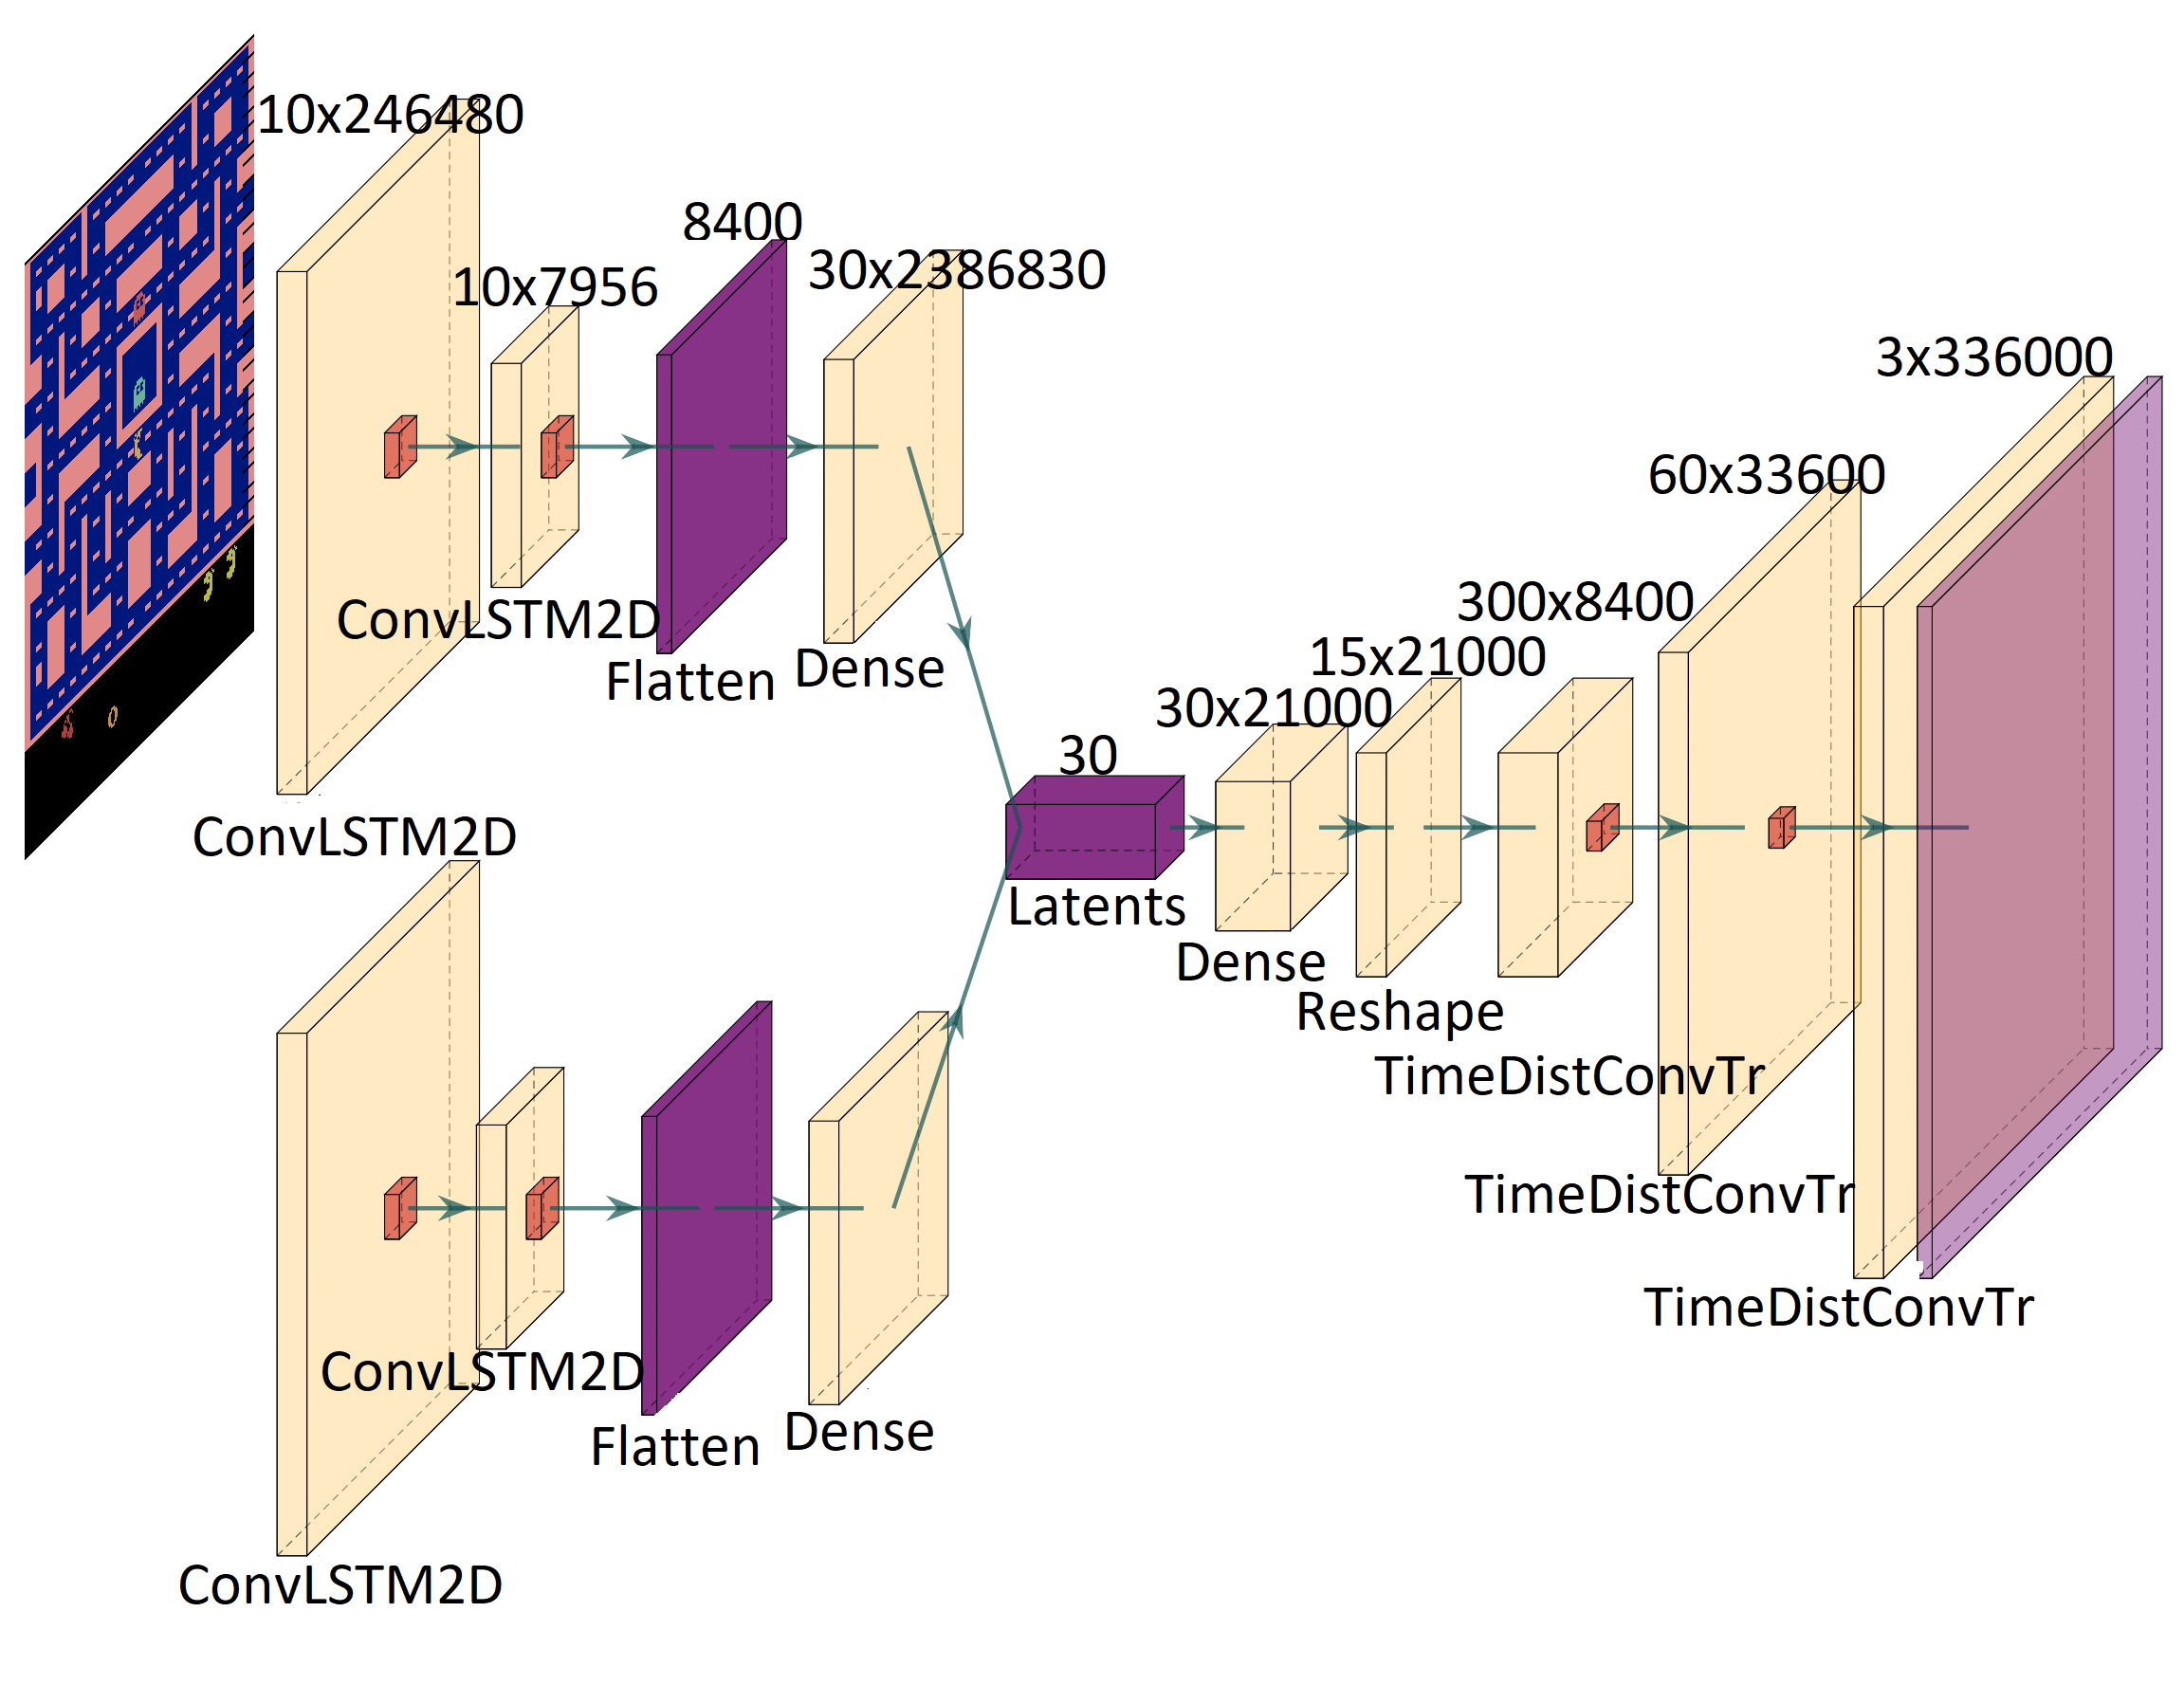 10x246480
ConvLSTM2D
10x7956
ConvLSTM2D
8400
Flatten
30x2386830
Dense
ConvLSTM2D
ConvLSTM2D
Flatten
Dense
30
Latents
30x21000
Dense
15x21000
Reshape
300x8400
TimeDistConvTr
60x33600
TimeDistConvTr
3x336000
TimeDistConvTr